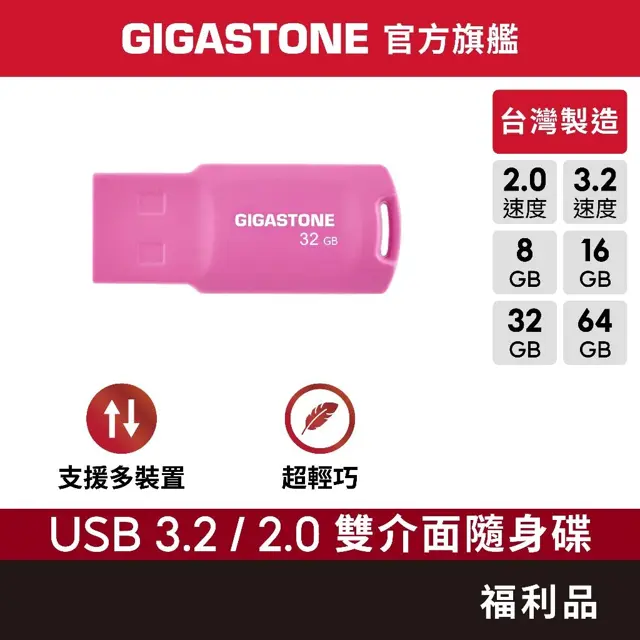 GIGASTONE 官方旗艦
台灣製造
2.0 3.2
速度 速度
8 16
GB GB
32 64
GB GB
GIGASTONE
32 GB
支援多裝置 超輕巧
USB 3.2 / 2.0 雙介面隨身碟
福利品